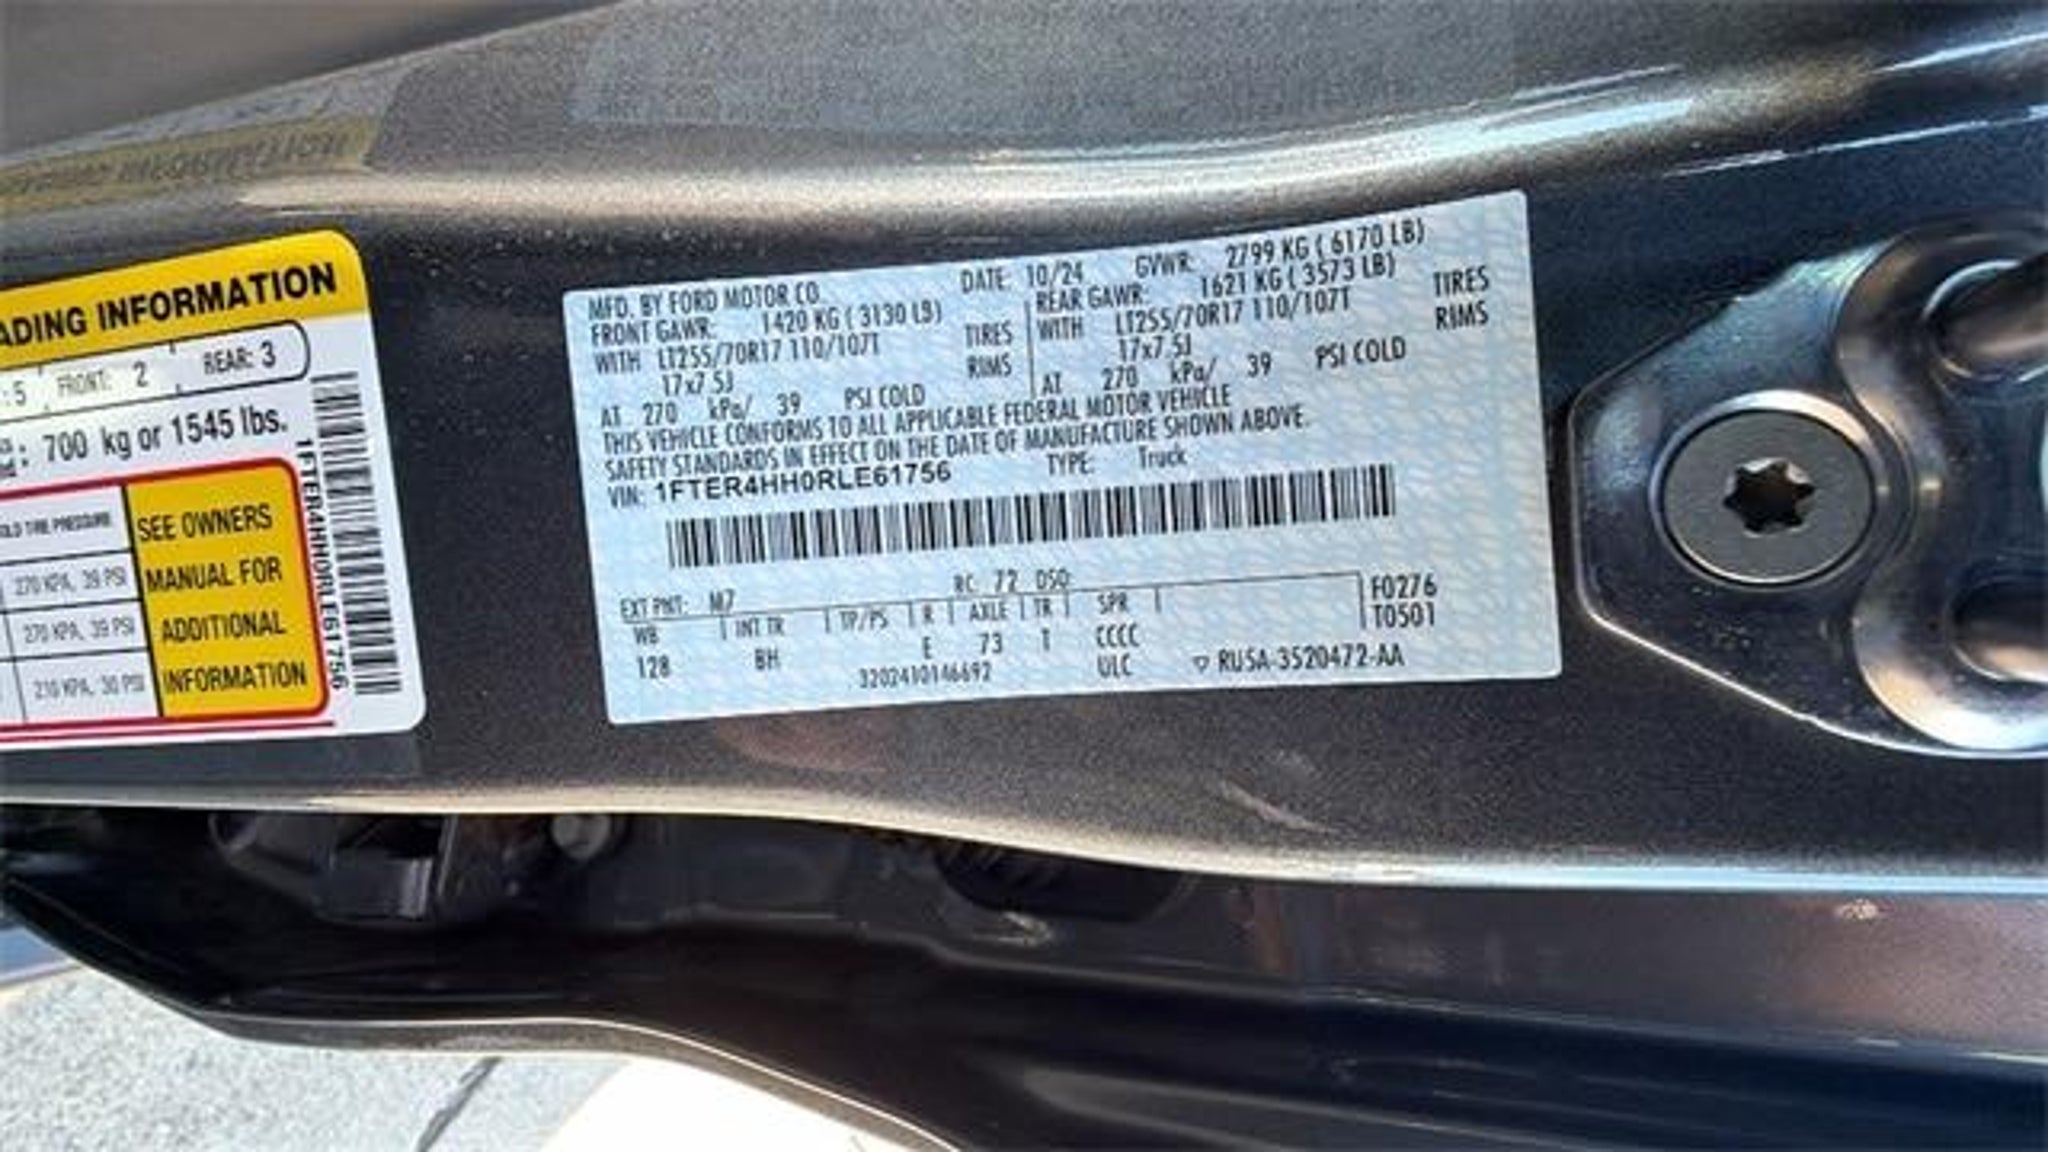 ADING INFORMATION
: 5 FRONT: 2 REAR: 3
: 700 kg or 1545 lbs.
1FTER4HH0RLE61756
COLD TIRE PRESSURE
270 KPA, 39 PSI
270 KPA, 39 PSI
210 KPA, 30 PSI
SEE OWNERS
MANUAL FOR
ADDITIONAL
INFORMATION
MFD. BY FORD MOTOR CO. DATE: 10/24 GVWR: 2799 KG ( 6170 LB)
FRONT GAWR: 1420 KG ( 3130 LB) REAR GAWR: 1621 KG ( 3573 LB)
WITH LT255/70R17 110/107T TIRES WITH LT255/70R17 110/107T TIRES
17x7.5J RIMS 17x7.5J RIMS
AT 270 kPa/ 39 PSI COLD AT 270 kPa/ 39 PSI COLD
THIS VEHICLE CONFORMS TO ALL APPLICABLE FEDERAL MOTOR VEHICLE
SAFETY STANDARDS IN EFFECT ON THE DATE OF MANUFACTURE SHOWN ABOVE.
VIN: 1FTER4HH0RLE61756 TYPE: Truck
EXT PNT: M7 RC: 72 DSO: F0276
WB INT TR TP/PS R AXLE TR SPR T0501
128 BH E 73 T CCCC
3202410146692 ULC RU5A-3520472-AA